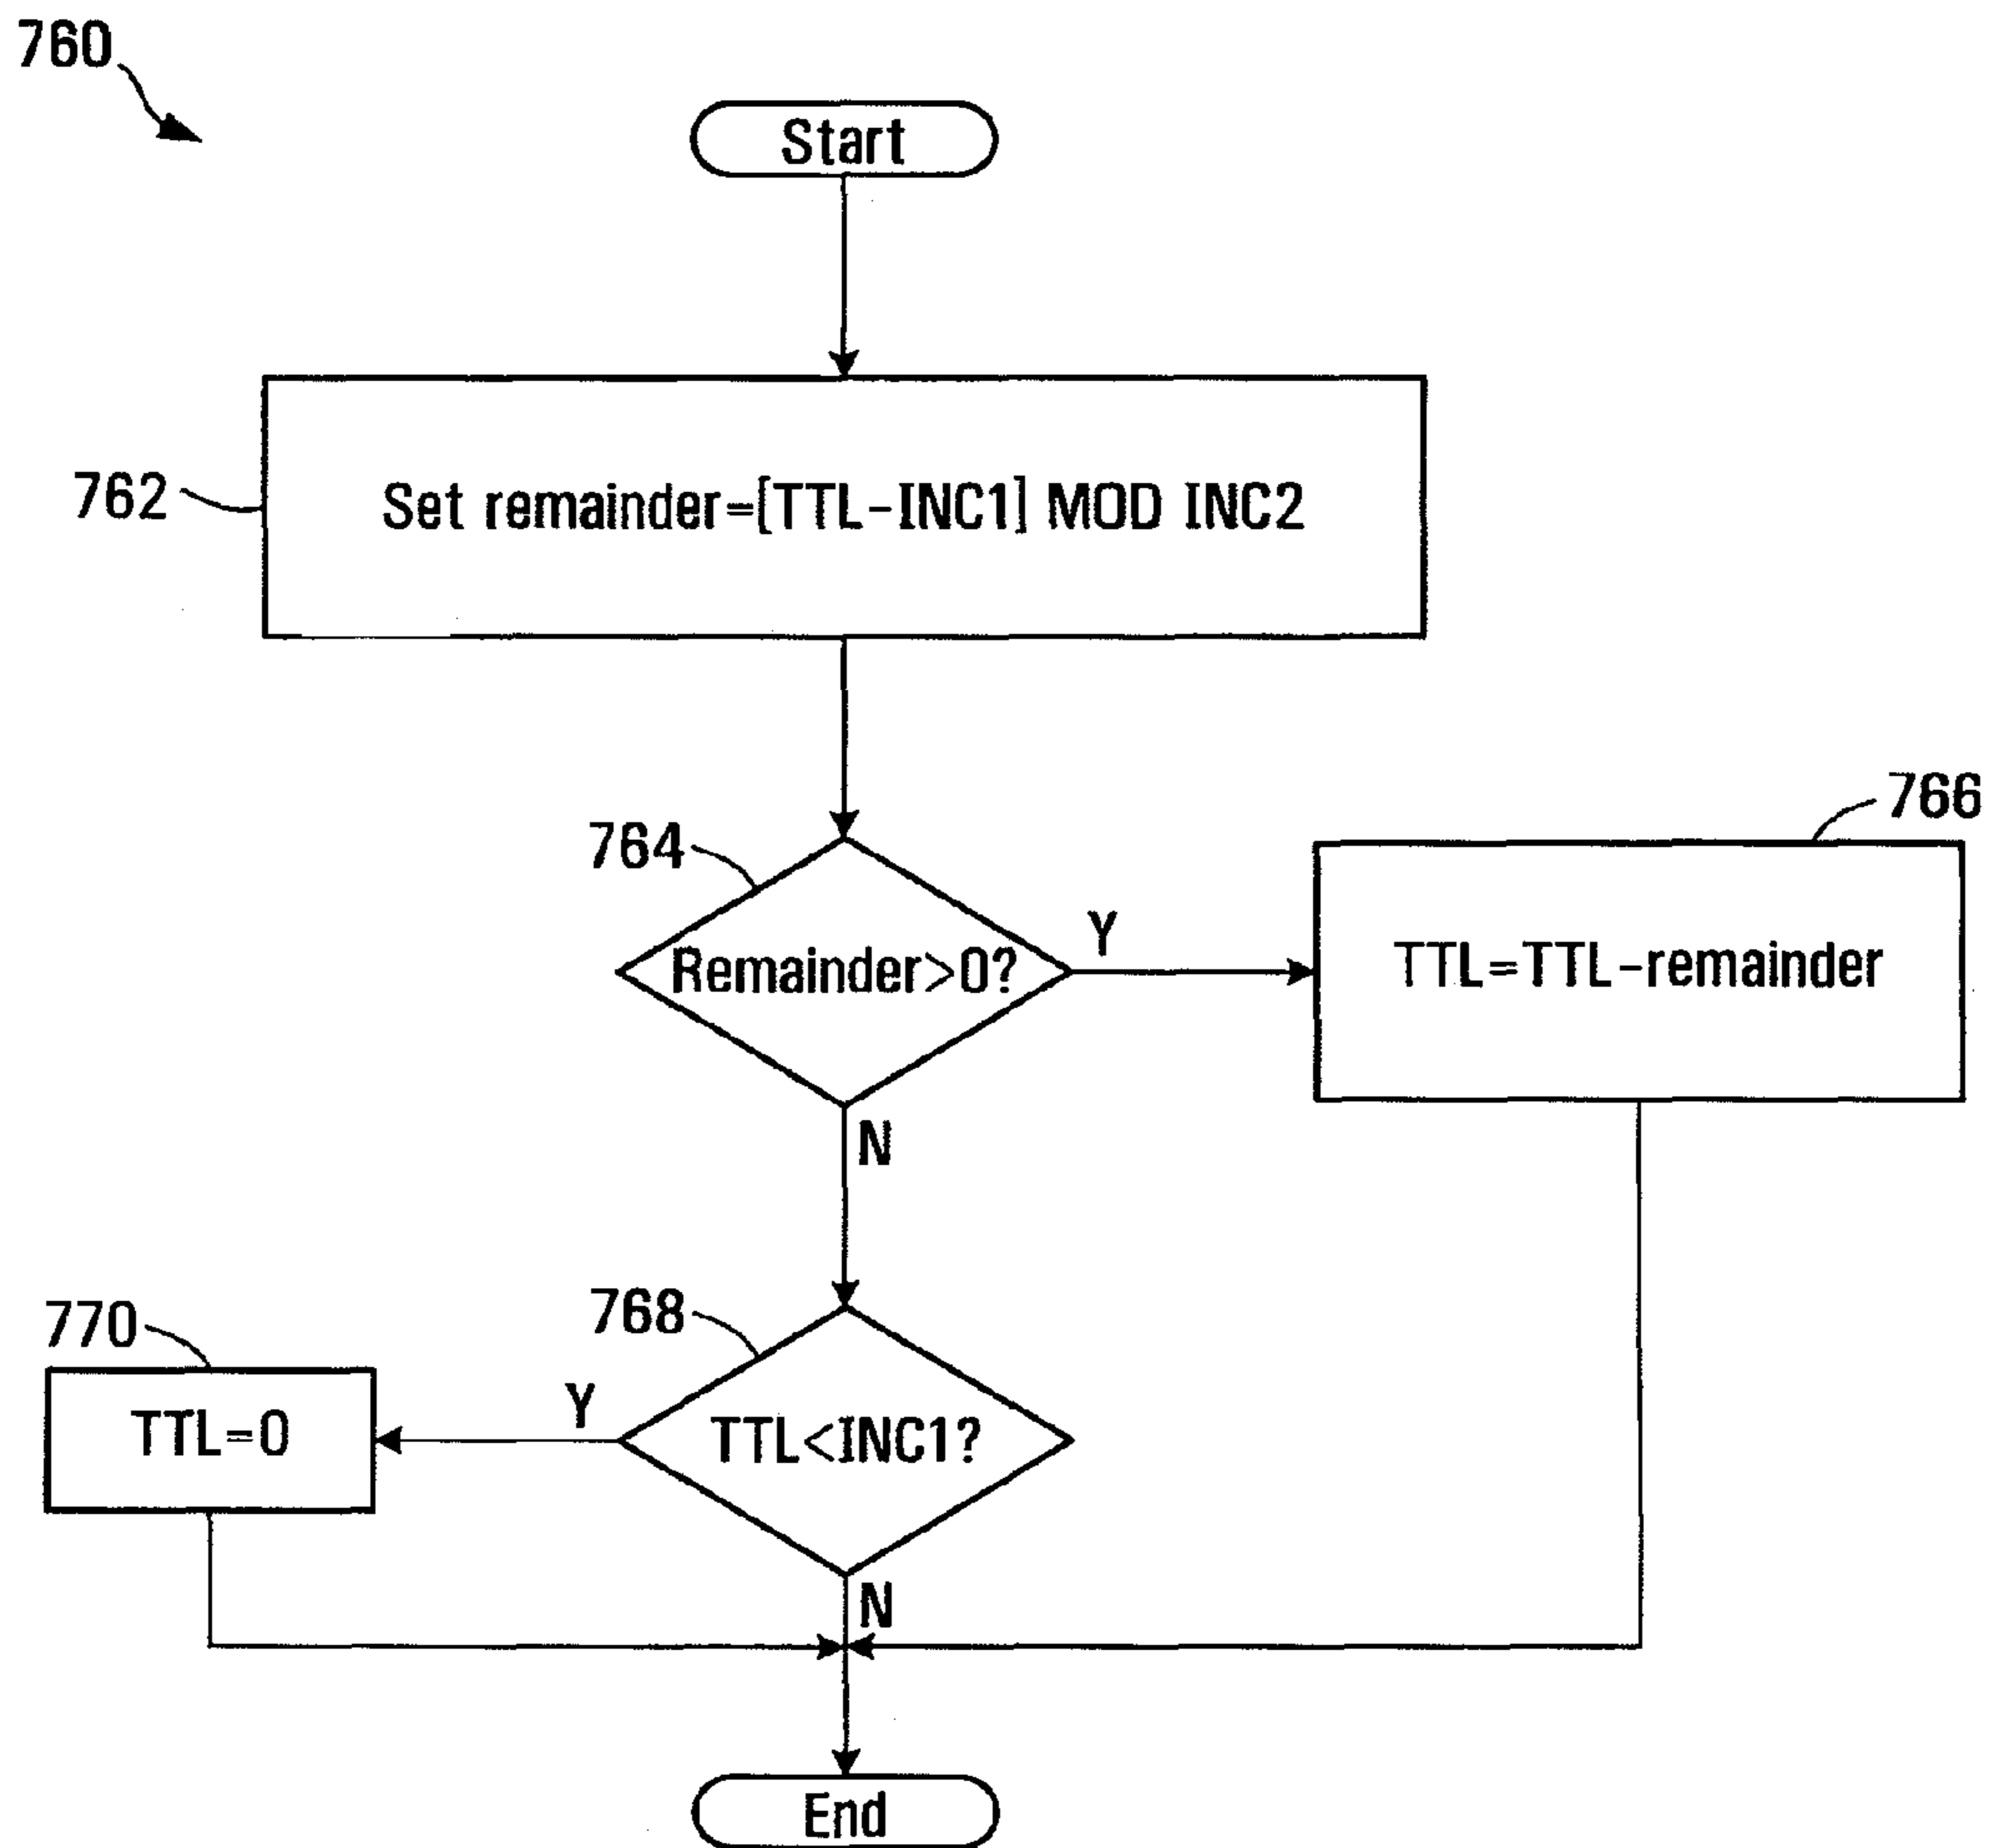 760
Start
762
Set remainder=[TTL-INC1] MOD INC2
764
Remainder>0?
Y
766
TTL=TTL-remainder
N
768
TTL<INC1?
Y
770
TTL=0
N
End